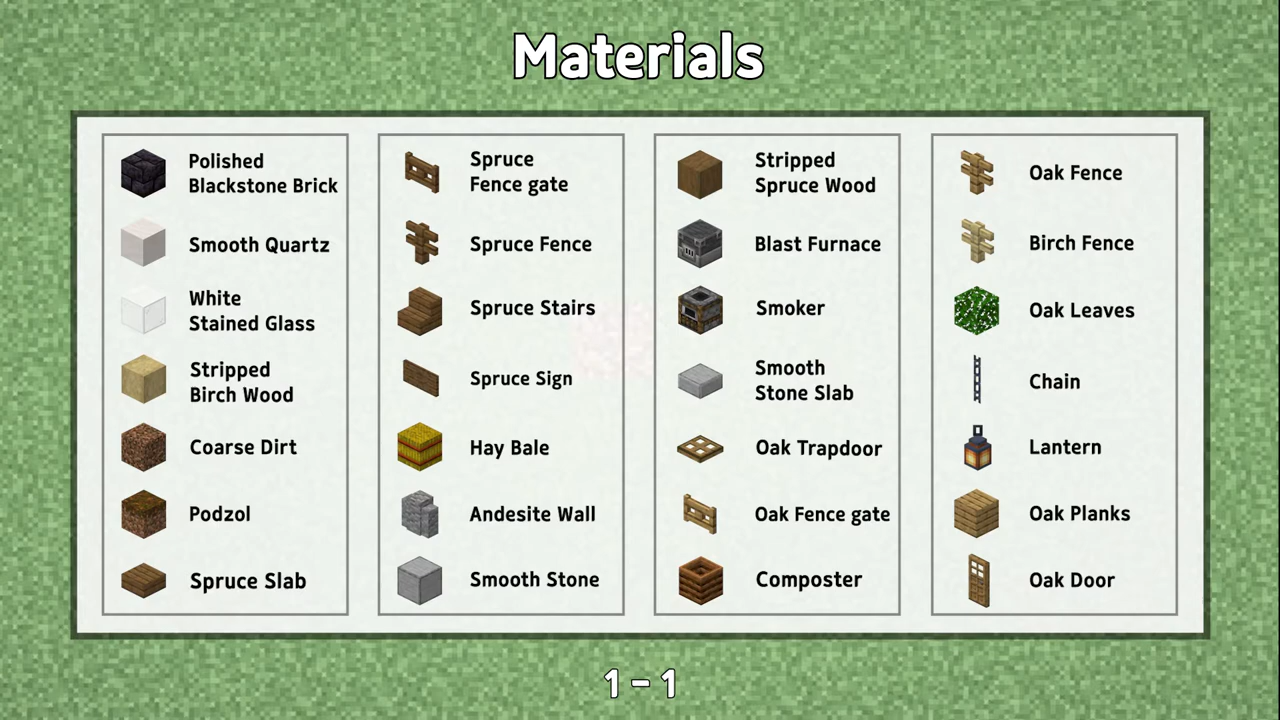 Materials
Polished
Blackstone Brick
Smooth Quartz
White
Stained Glass
Stripped
Birch Wood
Coarse Dirt
Podzol
Spruce Slab
Spruce
Fence gate
Spruce Fence
Spruce Stairs
Spruce Sign
Hay Bale
Andesite Wall
Smooth Stone
Stripped
Spruce Wood
Blast Furnace
Smoker
Smooth
Stone Slab
Oak Trapdoor
Oak Fence gate
Composter
Oak Fence
Birch Fence
Oak Leaves
Chain
Lantern
Oak Planks
Oak Door
1 – 1